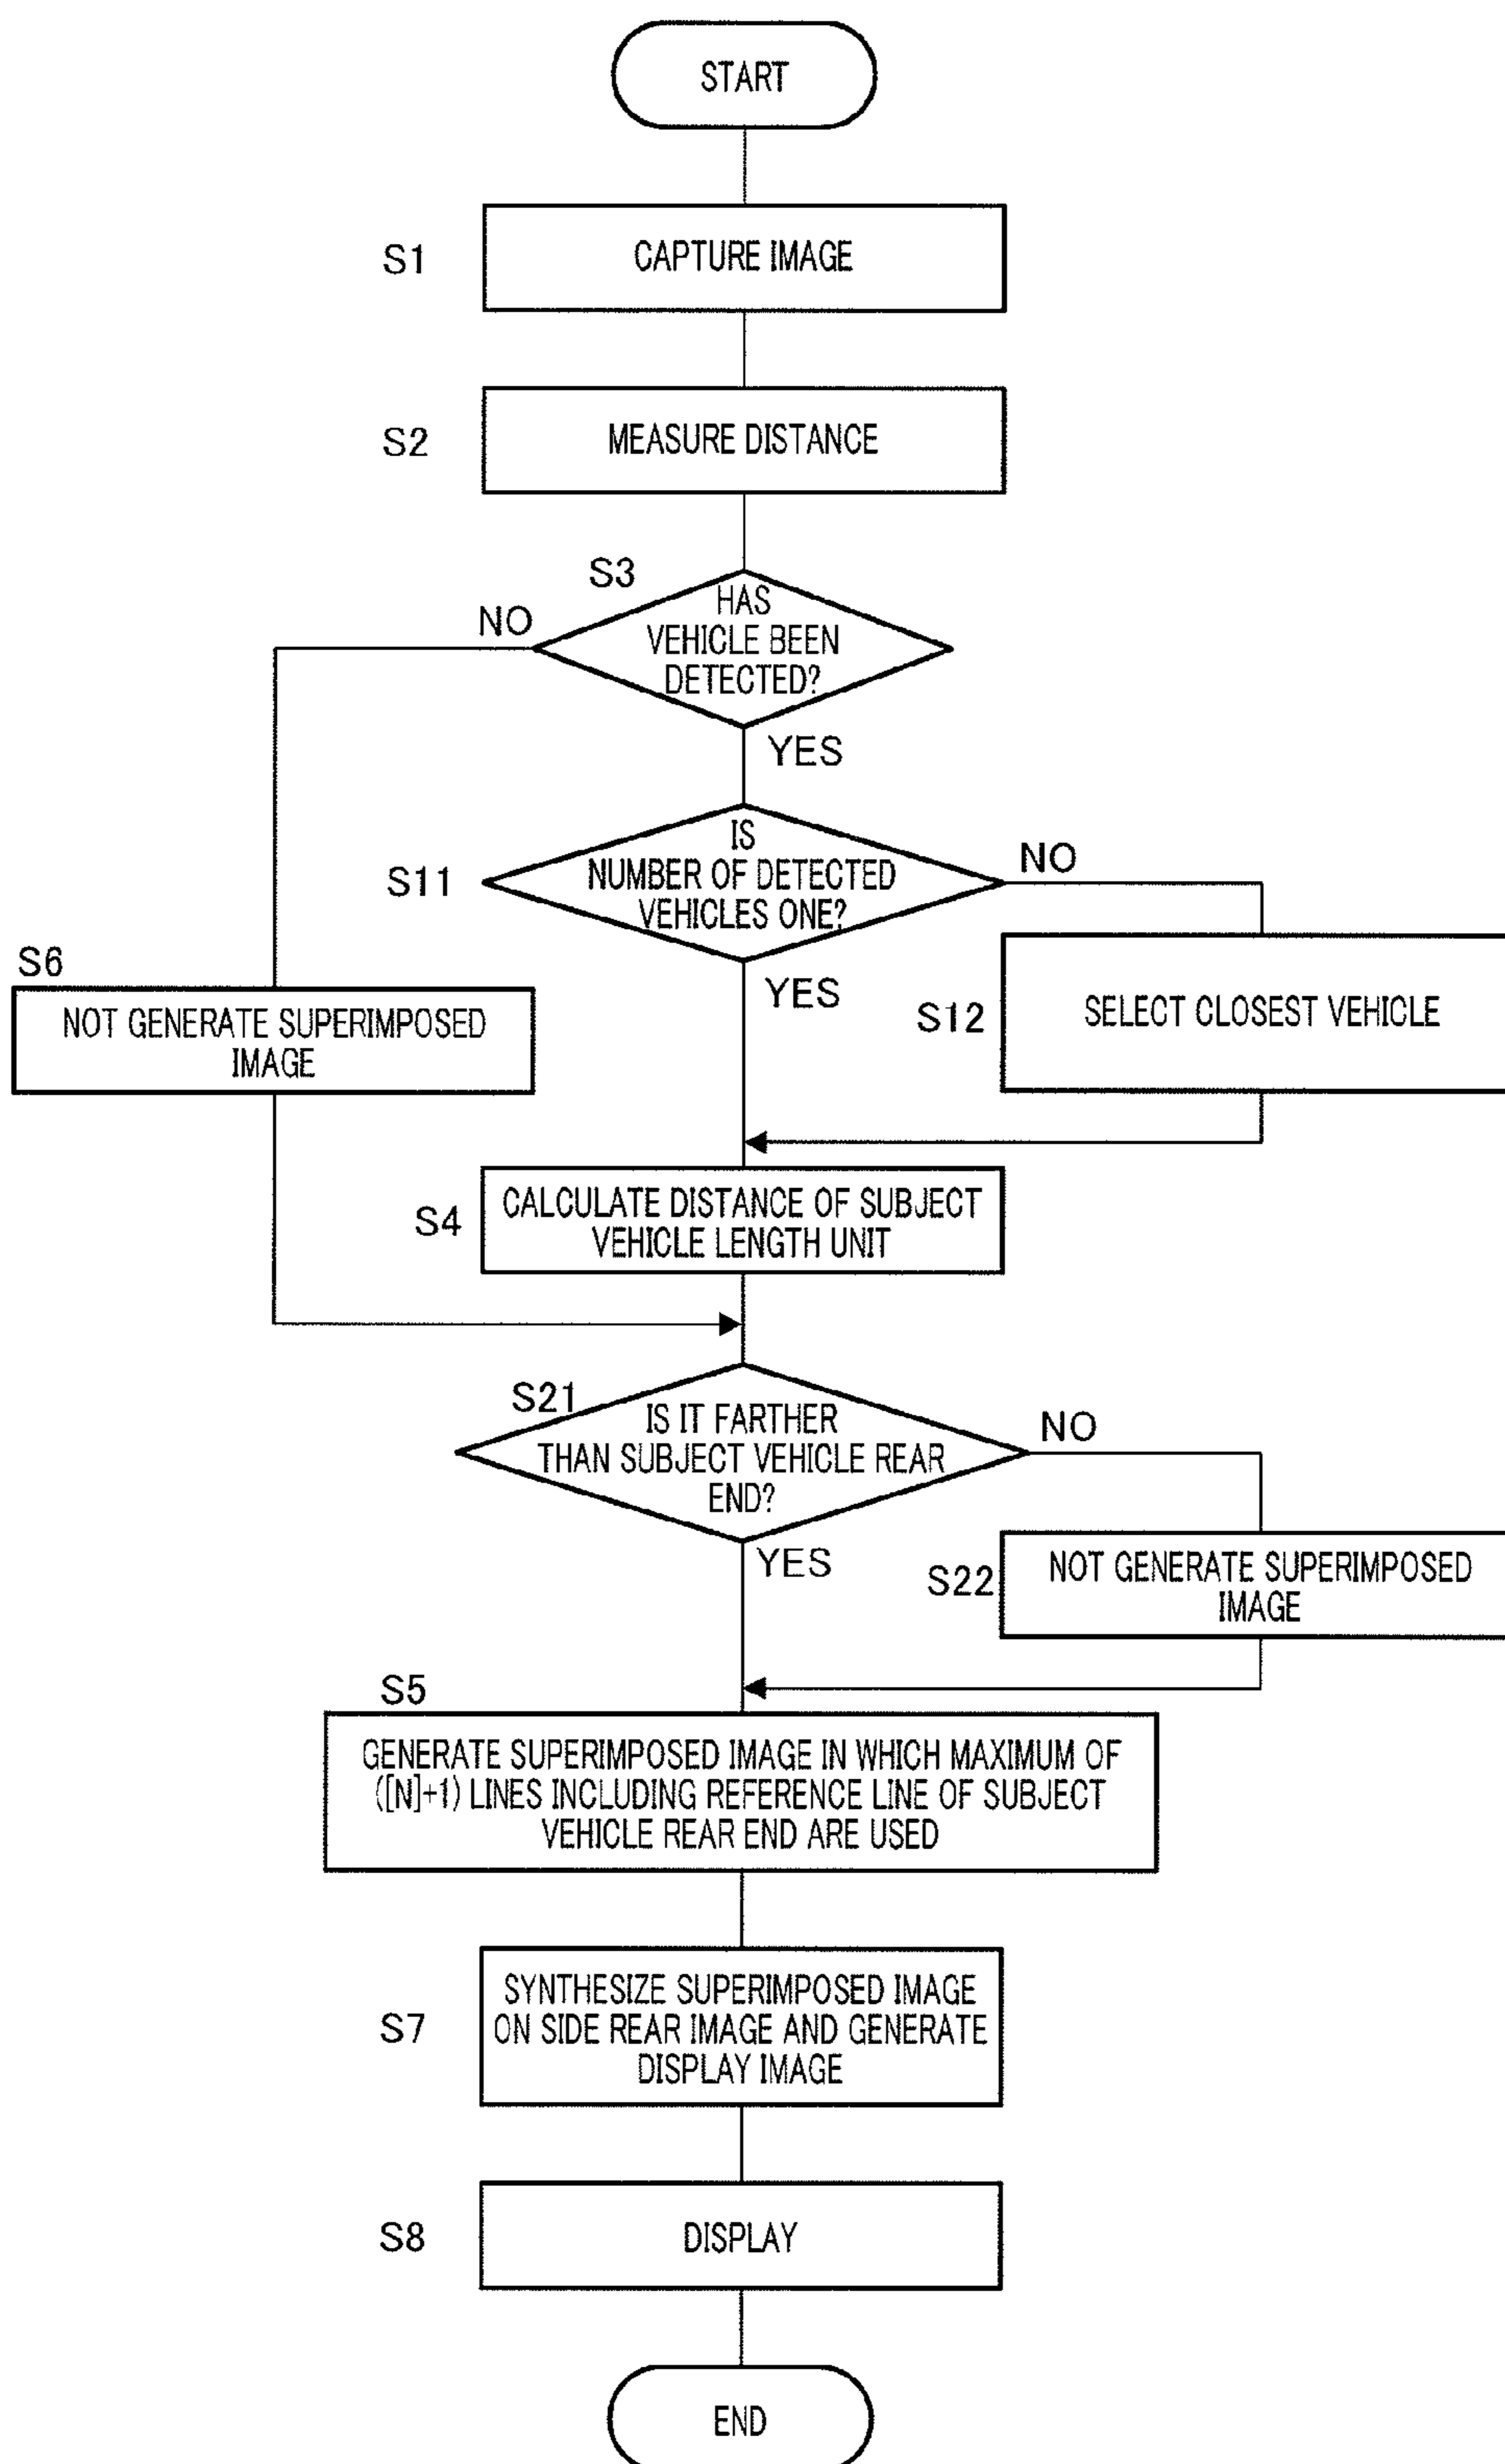 START
S1
CAPTURE IMAGE
S2
MEASURE DISTANCE
S3
HAS
VEHICLE BEEN
DETECTED?
NO
YES
S11
IS
NUMBER OF DETECTED
VEHICLES ONE?
NO
YES
S6
NOT GENERATE SUPERIMPOSED
IMAGE
S12
SELECT CLOSEST VEHICLE
S4
CALCULATE DISTANCE OF SUBJECT
VEHICLE LENGTH UNIT
S21
IS IT FARTHER
THAN SUBJECT VEHICLE REAR
END?
NO
YES
S22
NOT GENERATE SUPERIMPOSED
IMAGE
S5
GENERATE SUPERIMPOSED IMAGE IN WHICH MAXIMUM OF
([N]+1) LINES INCLUDING REFERENCE LINE OF SUBJECT
VEHICLE REAR END ARE USED
S7
SYNTHESIZE SUPERIMPOSED IMAGE
ON SIDE REAR IMAGE AND GENERATE
DISPLAY IMAGE
S8
DISPLAY
END